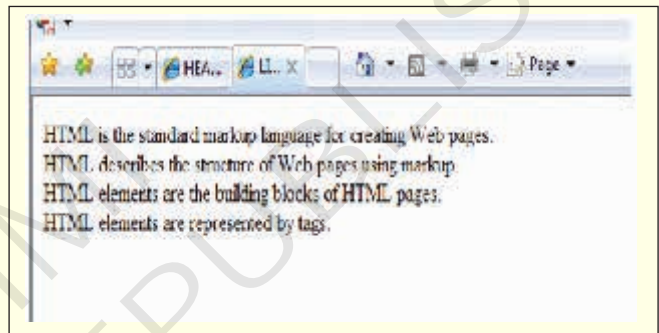 HEA... LI... Page
HTML is the standard markup language for creating Web pages.
HTML describes the structure of Web pages using markup
HTML elements are the building blocks of HTML pages.
HTML elements are represented by tags.